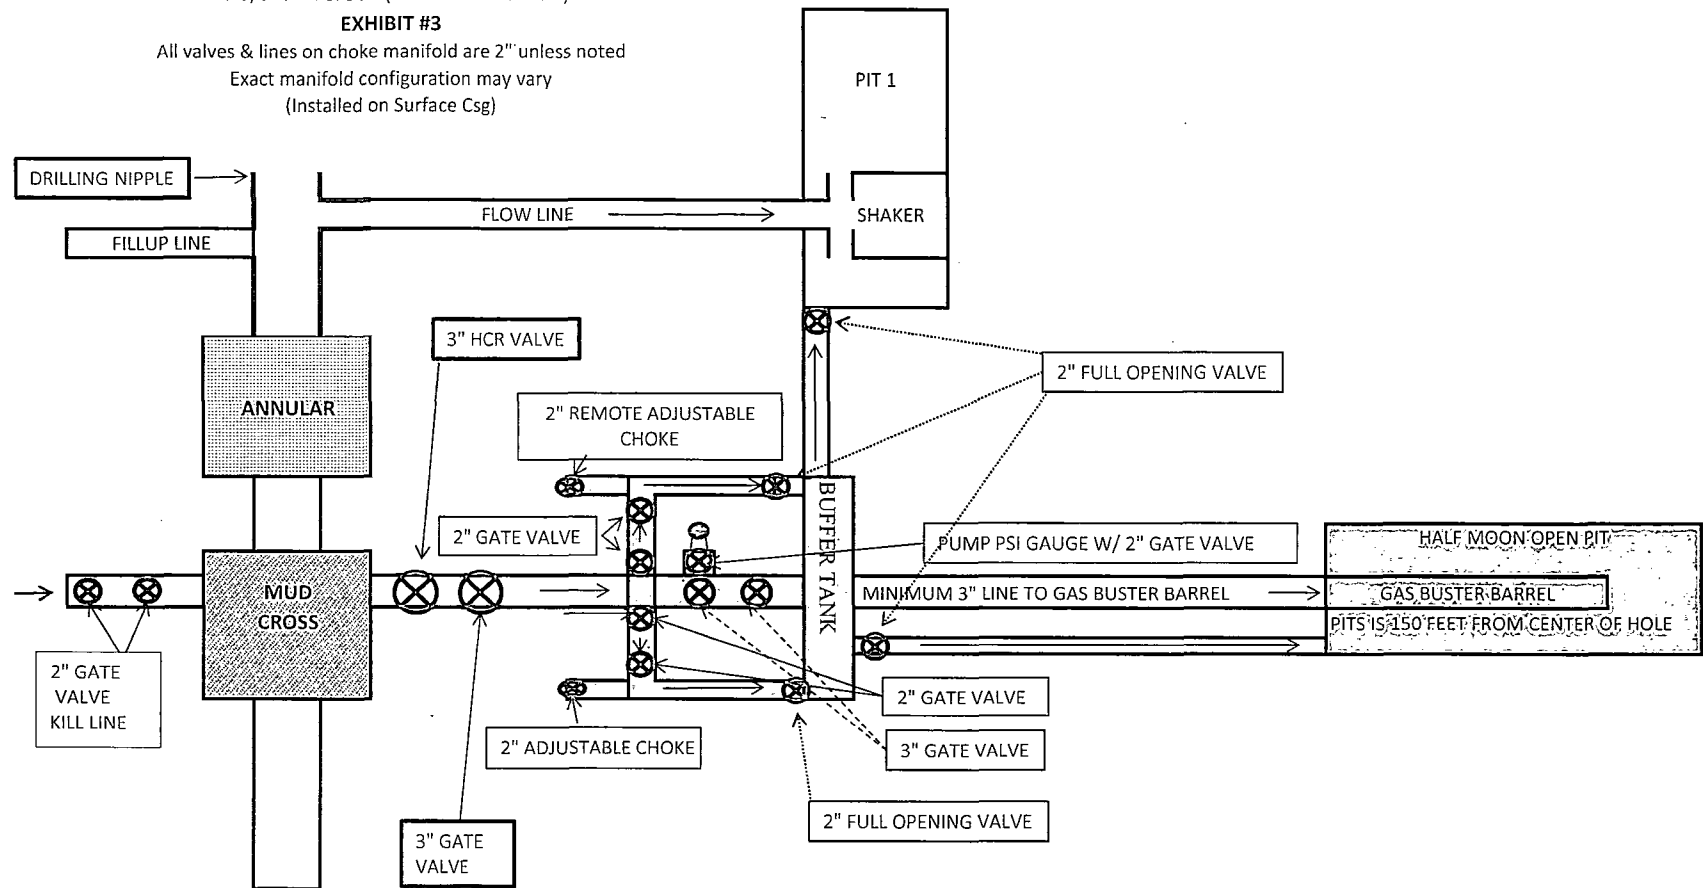 EXHIBIT #3
All valves & lines on choke manifold are 2" unless noted
Exact manifold configuration may vary
(Installed on Surface Csg)
PIT 1
DRILLING NIPPLE
FLOW LINE
SHAKER
FILLUP LINE
3" HCR VALVE
2" FULL OPENING VALVE
ANNULAR
2" REMOTE ADJUSTABLE
CHOKE
BUFFER TANK
2" GATE VALVE
PUMP PSI GAUGE W/ 2" GATE VALVE
HALF MOON OPEN PIT
MUD
CROSS
MINIMUM 3" LINE TO GAS BUSTER BARREL
GAS BUSTER BARREL
PITS IS 150 FEET FROM CENTER OF HOLE
2" GATE
VALVE
KILL LINE
2" GATE VALVE
2" ADJUSTABLE CHOKE
3" GATE VALVE
2" FULL OPENING VALVE
3" GATE
VALVE